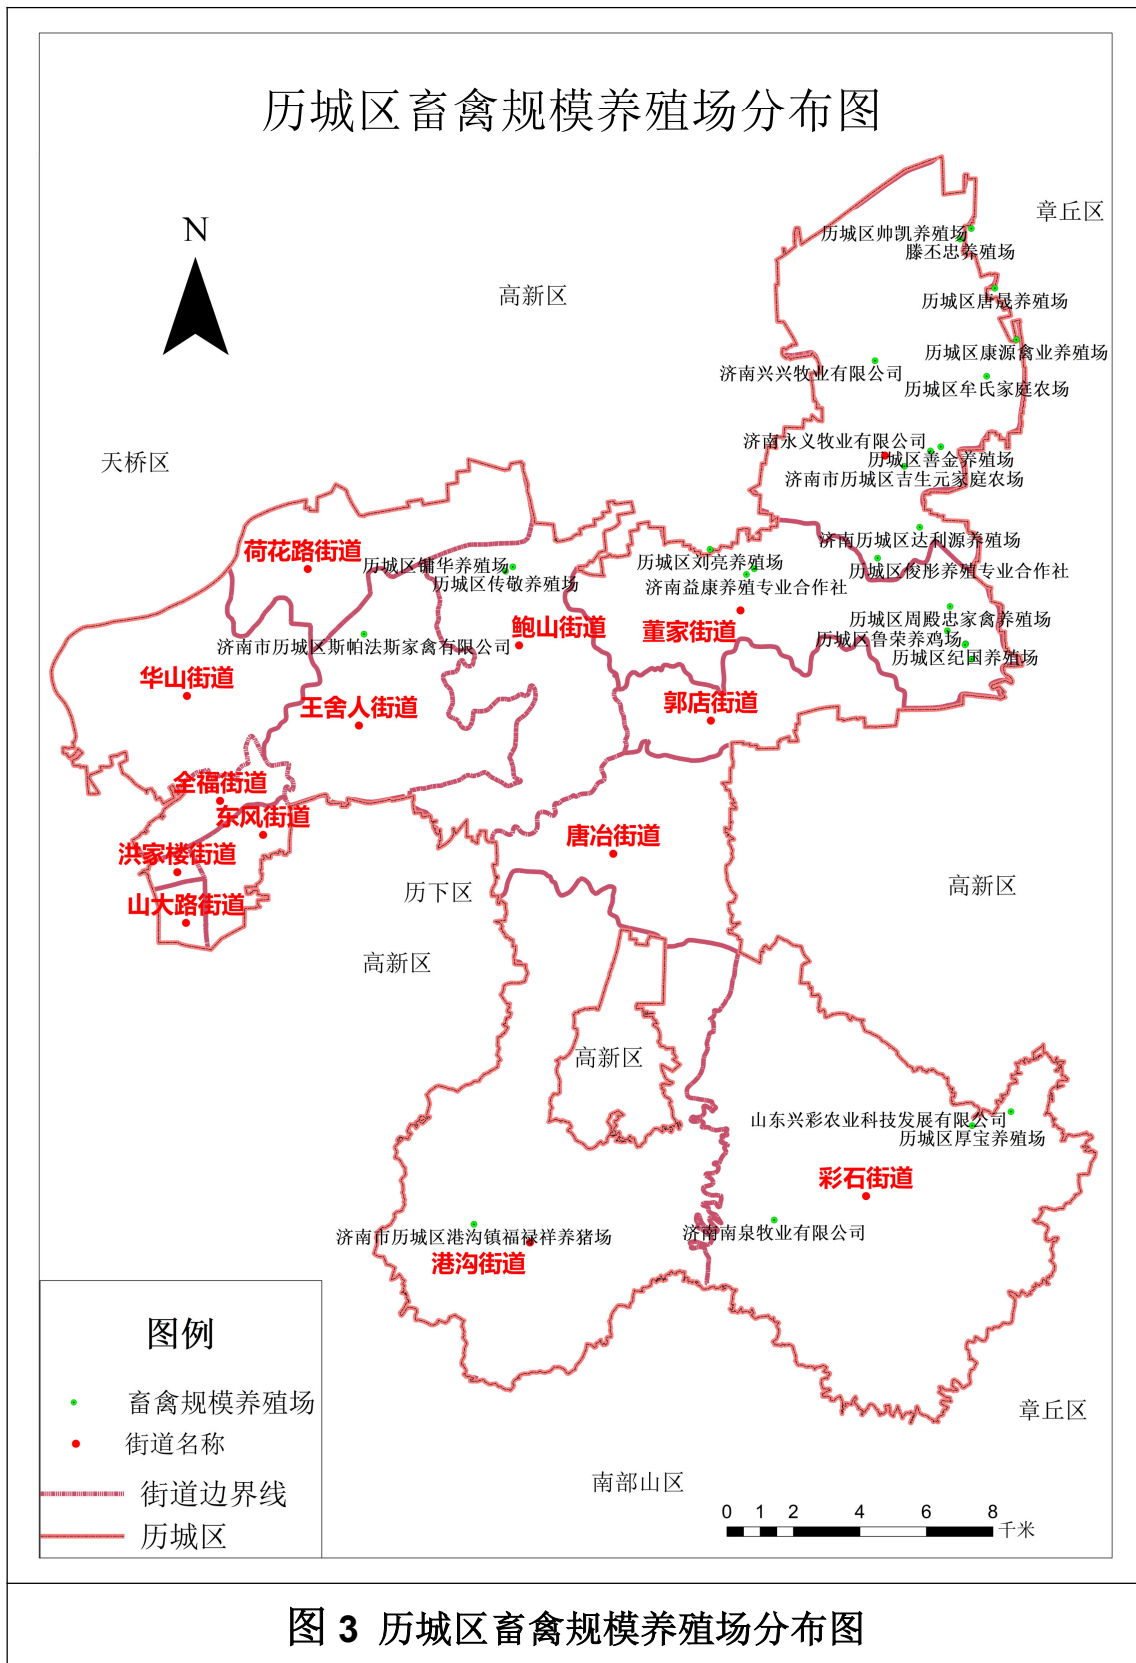 历城区畜禽规模养殖场分布图
N
章丘区
历城区帅凯养殖场
滕丕忠养殖场
高新区
历城区唐晟养殖场
历城区康源禽业养殖场
济南兴兴牧业有限公司
历城区牟氏家庭农场
天桥区
济南永义牧业有限公司
历城区善金养殖场
济南市历城区吉生元家庭农场
济南历城区达利源养殖场
荷花路街道
历城区镛华养殖场
历城区传敬养殖场
历城区刘亮养殖场
济南益康养殖专业合作社
历城区俊彤养殖专业合作社
鲍山街道
董家街道
历城区周殿忠家禽养殖场
历城区鲁荣养鸡场
历城区纪国养殖场
济南市历城区斯帕法斯家禽有限公司
华山街道
王舍人街道
郭店街道
全福街道
东风街道
唐冶街道
洪家楼街道
山大路街道
历下区
高新区
高新区
高新区
山东兴彩农业科技发展有限公司
历城区厚宝养殖场
彩石街道
济南市历城区港沟镇福禄祥养猪场
济南南泉牧业有限公司
港沟街道
图例
畜禽规模养殖场
街道名称
街道边界线
历城区
章丘区
南部山区
0 1 2 4 6 8
千米
图 3 历城区畜禽规模养殖场分布图